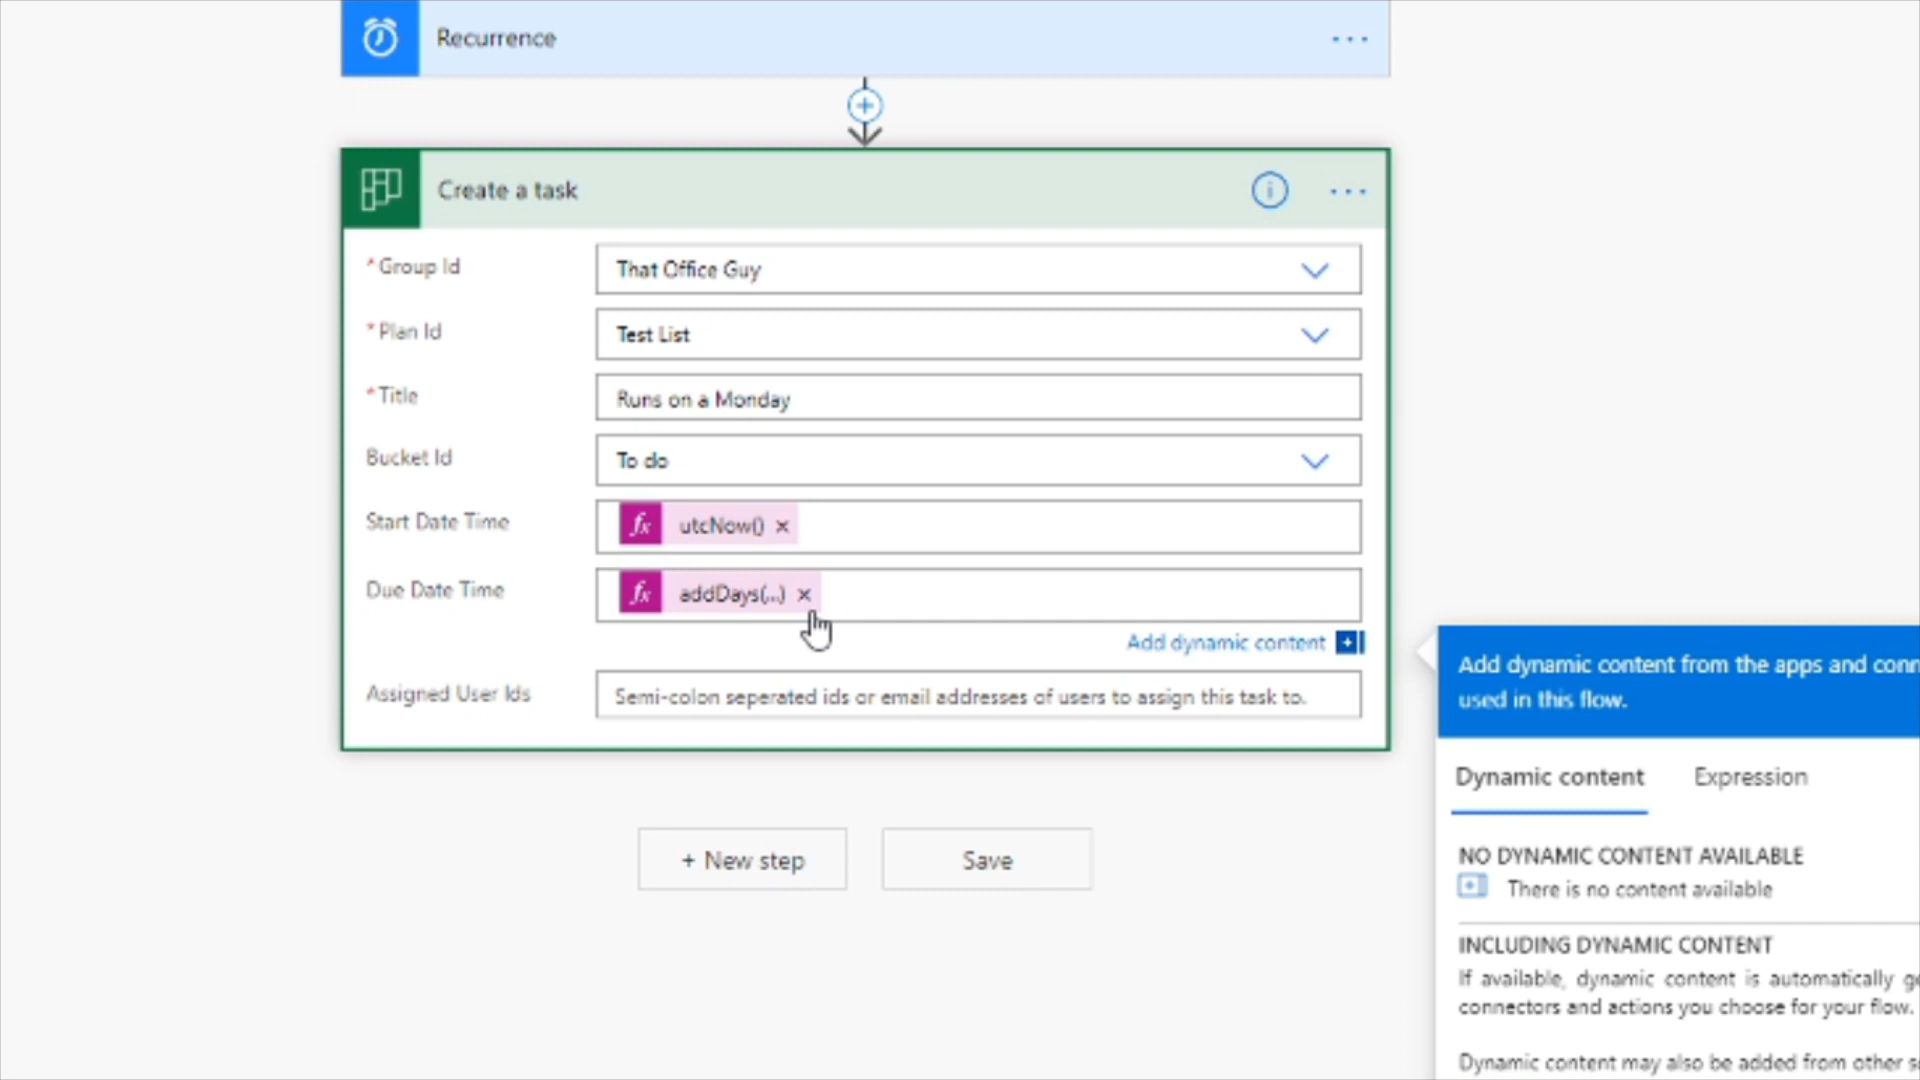 Recurrence
Create a task
* Group Id
That Office Guy
* Plan Id
Test List
* Title
Runs on a Monday
Bucket Id
To do
Start Date Time
fx utcNow() ×
Due Date Time
fx addDays(...) ×
Add dynamic content
Assigned User Ids
Semi-colon seperated ids or email addresses of users to assign this task to.
+ New step
Save
Add dynamic content from the apps and conn
used in this flow.
Dynamic content
Expression
NO DYNAMIC CONTENT AVAILABLE
There is no content available
INCLUDING DYNAMIC CONTENT
If available, dynamic content is automatically ge
connectors and actions you choose for your flow.
Dynamic content may also be added from other s